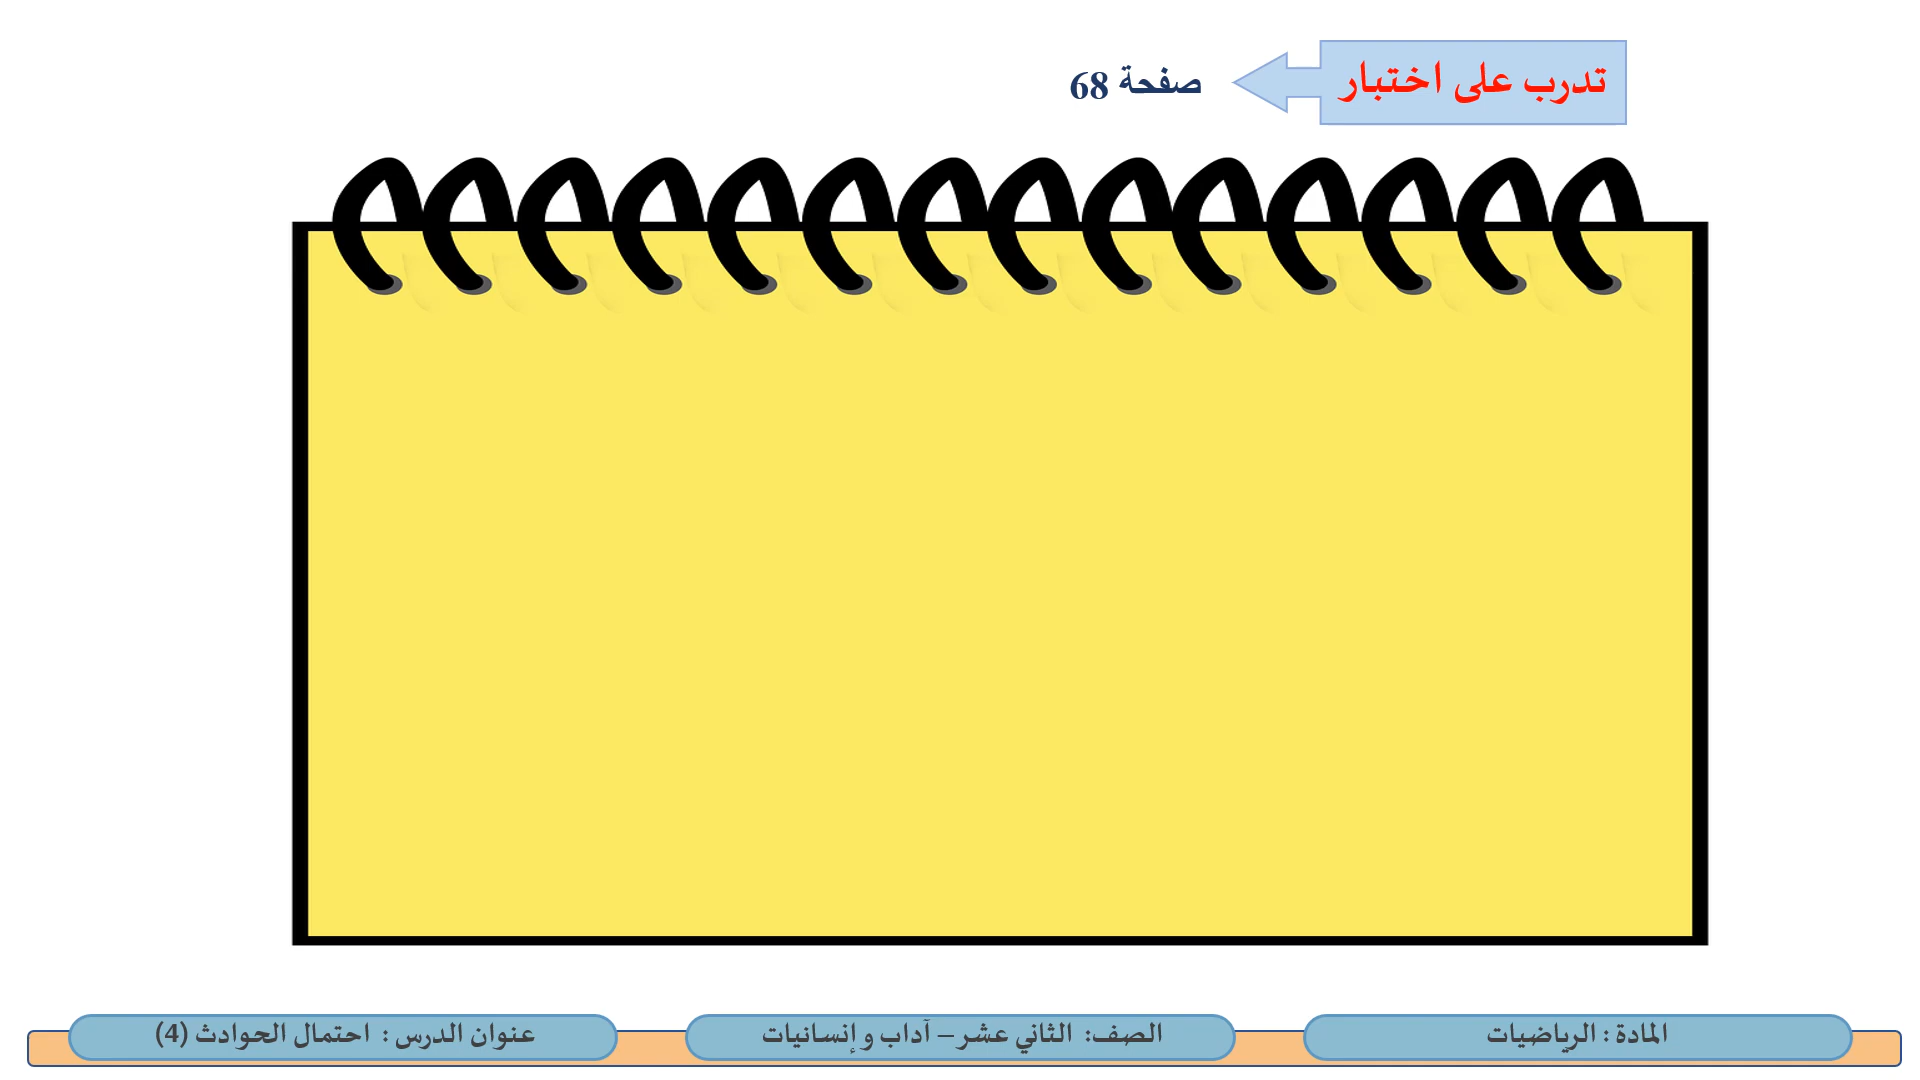 تدرب على اختبار
صفحة 68
المادة : الرياضيات
الصف: الثاني عشر – آداب و إنسانيات
عنوان الدرس : احتمال الحوادث (4)